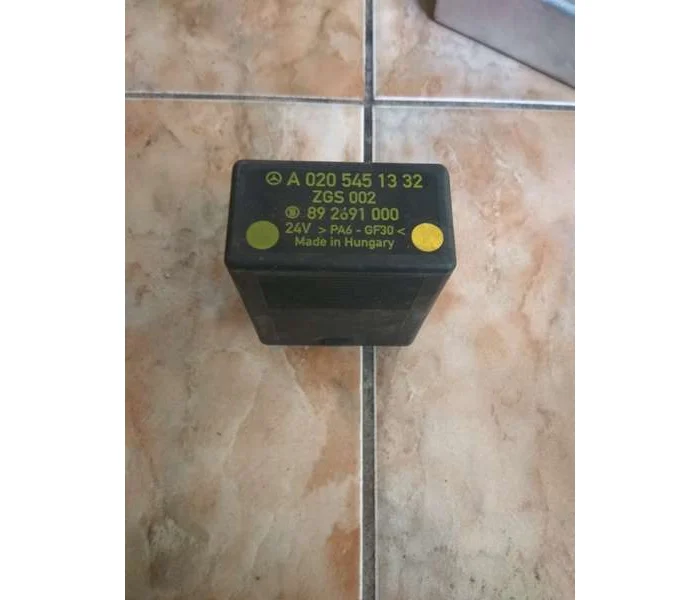 A 020 545 13 32
ZGS 002
89 2691 000
24V > PA6 - GF30 <
Made in Hungary